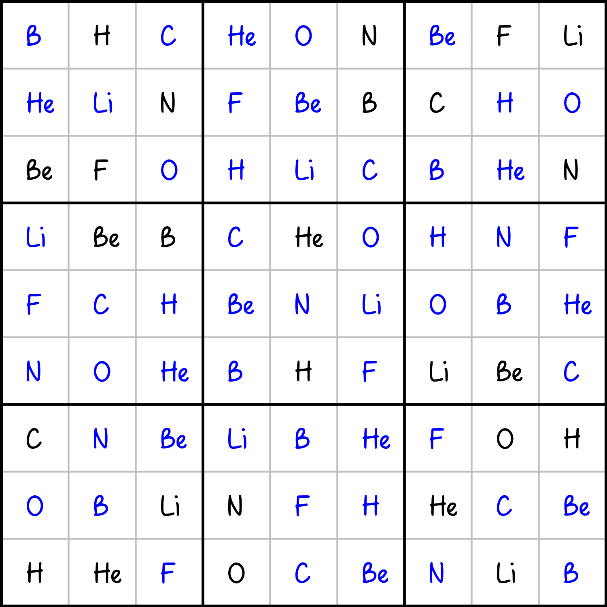 B H C He O N Be F Li
He Li N F Be B C H O
Be F O H Li C B He N
Li Be B C He O H N F
F C H Be N Li O B He
N O He B H F Li Be C
C N Be Li B He F O H
O B Li N F H He C Be
H He F O C Be N Li B